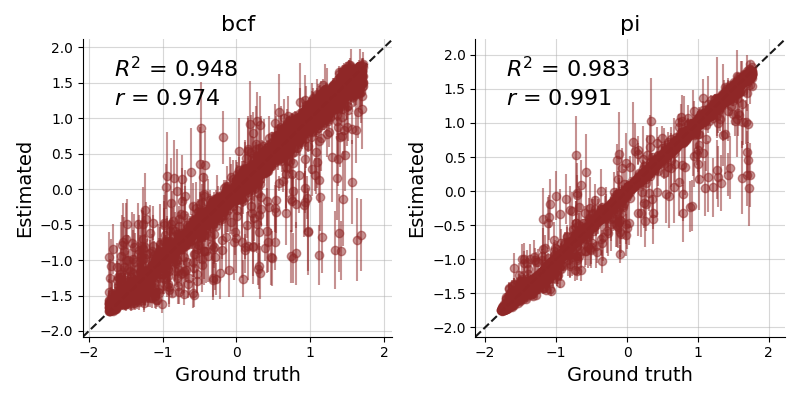 bcf
R² = 0.948
r = 0.974
2.0
1.5
1.0
0.5
0.0
−0.5
−1.0
−1.5
−2.0
Estimated
−2
−1
0
1
2
Ground truth
pi
R² = 0.983
r = 0.991
2.0
1.5
1.0
0.5
0.0
−0.5
−1.0
−1.5
−2.0
Estimated
−2
−1
0
1
2
Ground truth